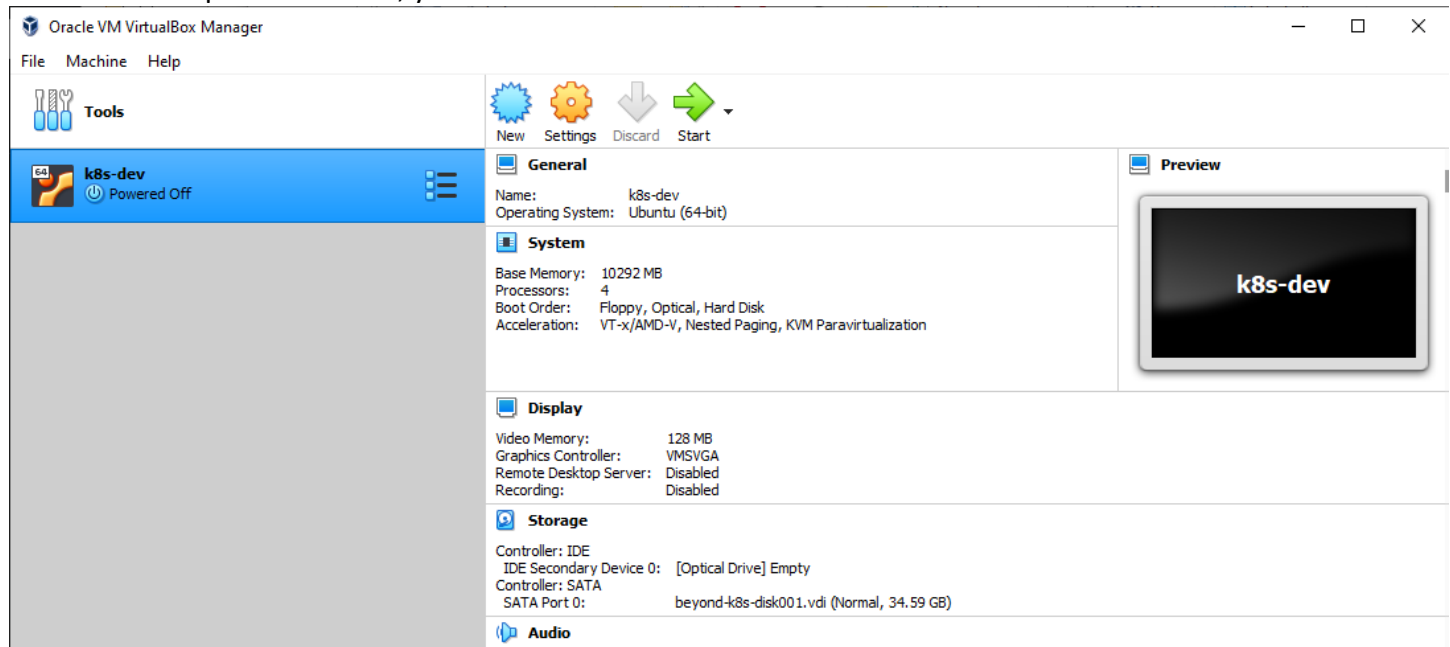 Oracle VM VirtualBox Manager
File Machine Help
Tools
New Settings Discard Start
64
k8s-dev
Powered Off
General
Name: k8s-dev
Operating System: Ubuntu (64-bit)
System
Base Memory: 10292 MB
Processors: 4
Boot Order: Floppy, Optical, Hard Disk
Acceleration: VT-x/AMD-V, Nested Paging, KVM Paravirtualization
Preview
k8s-dev
Display
Video Memory: 128 MB
Graphics Controller: VMSVGA
Remote Desktop Server: Disabled
Recording: Disabled
Storage
Controller: IDE
IDE Secondary Device 0: [Optical Drive] Empty
Controller: SATA
SATA Port 0: beyond-k8s-disk001.vdi (Normal, 34.59 GB)
Audio